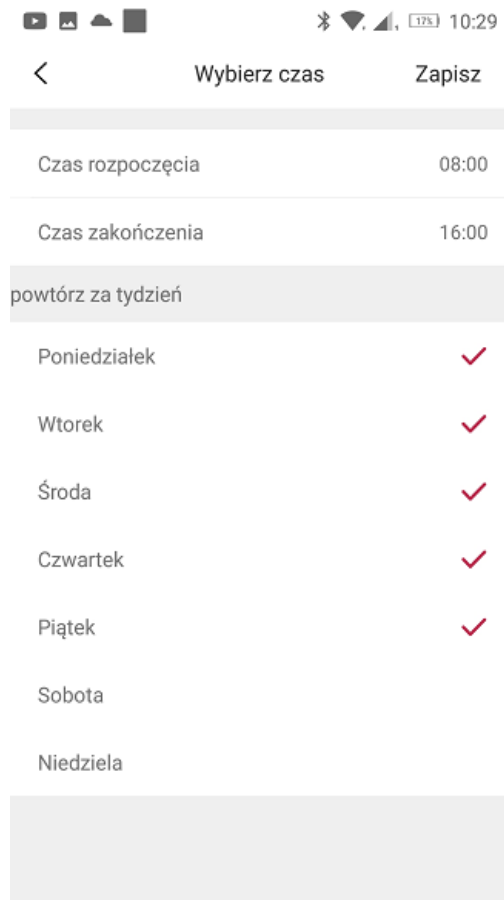 17% 10:29
Wybierz czas Zapisz
Czas rozpoczęcia 08:00
Czas zakończenia 16:00
powtórz za tydzień
Poniedziałek
Wtorek
Środa
Czwartek
Piątek
Sobota
Niedziela